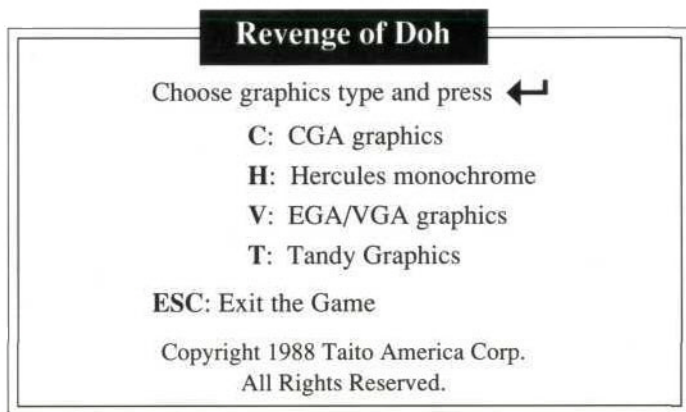 Revenge of Doh
Choose graphics type and press
C: CGA graphics
H: Hercules monochrome
V: EGA/VGA graphics
T: Tandy Graphics
ESC: Exit the Game
Copyright 1988 Taito America Corp.
All Rights Reserved.